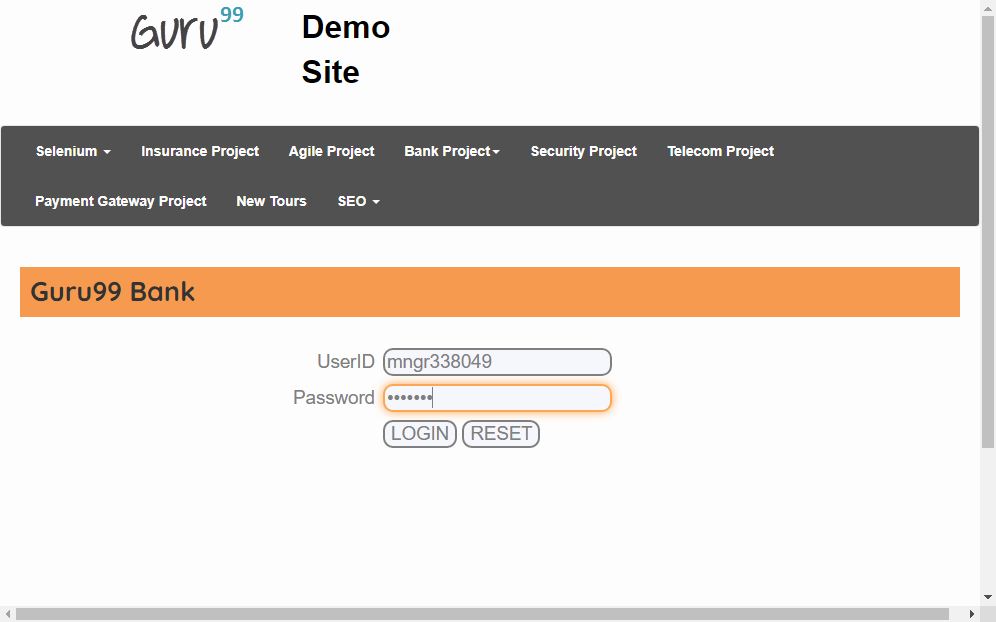 Guru99
Demo
Site
Selenium Insurance Project Agile Project Bank Project Security Project Telecom Project
Payment Gateway Project New Tours SEO
Guru99 Bank
UserID mngr338049
Password •••••••
LOGIN RESET